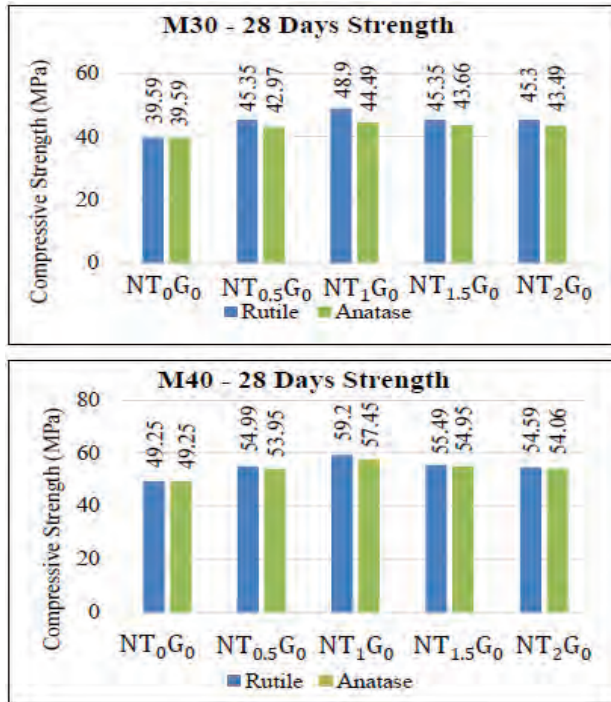 M30 - 28 Days Strength
Compressive Strength (MPa)
60
40
20
0
39.59 39.59 45.35 42.97 48.9 44.49 45.35 43.66 45.3 43.49
NT₀G₀ NT₀.₅G₀ NT₁G₀ NT₁.₅G₀ NT₂G₀
Rutile Anatase
M40 - 28 Days Strength
Compressive Strength (MPa)
80
60
40
20
0
49.25 49.25 54.99 53.95 59.2 57.45 55.49 54.95 54.59 54.06
NT₀G₀ NT₀.₅G₀ NT₁G₀ NT₁.₅G₀ NT₂G₀
Rutile Anatase